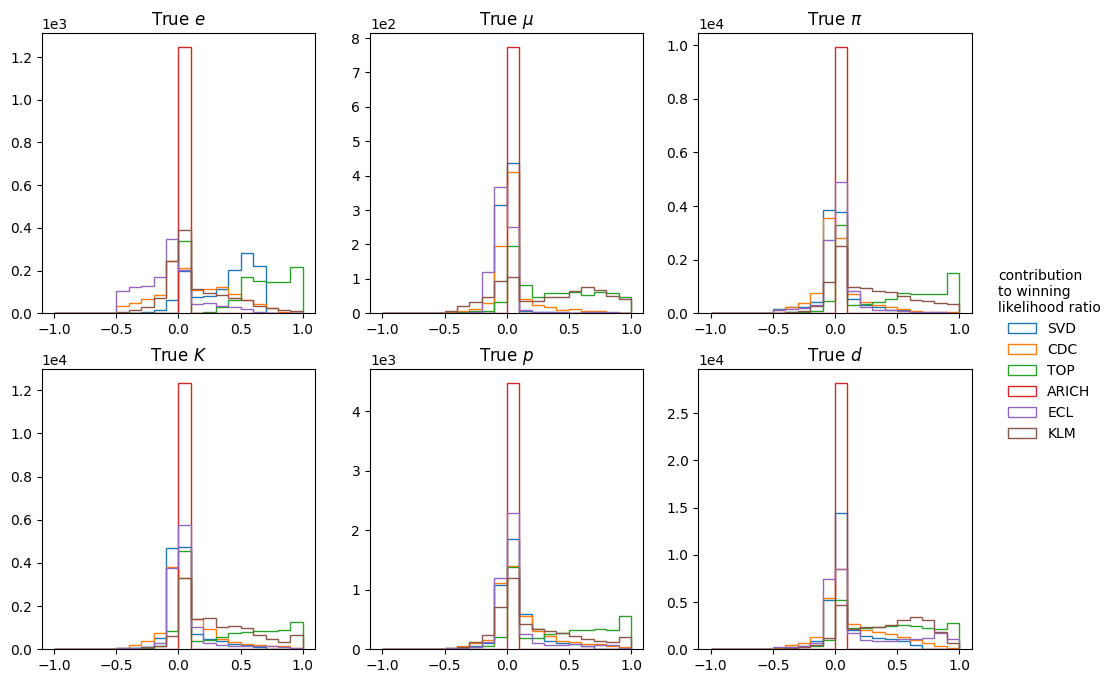 True e
1e3
1.2
1.0
0.8
0.6
0.4
0.2
0.0
−1.0 −0.5 0.0 0.5 1.0
True μ
1e2
8
7
6
5
4
3
2
1
0
−1.0 −0.5 0.0 0.5 1.0
True π
1e4
1.0
0.8
0.6
0.4
0.2
0.0
−1.0 −0.5 0.0 0.5 1.0
True K
1e4
1.2
1.0
0.8
0.6
0.4
0.2
0.0
−1.0 −0.5 0.0 0.5 1.0
True p
1e3
4
3
2
1
0
−1.0 −0.5 0.0 0.5 1.0
True d
1e4
2.5
2.0
1.5
1.0
0.5
0.0
−1.0 −0.5 0.0 0.5 1.0
contribution
to winning
likelihood ratio
SVD
CDC
TOP
ARICH
ECL
KLM